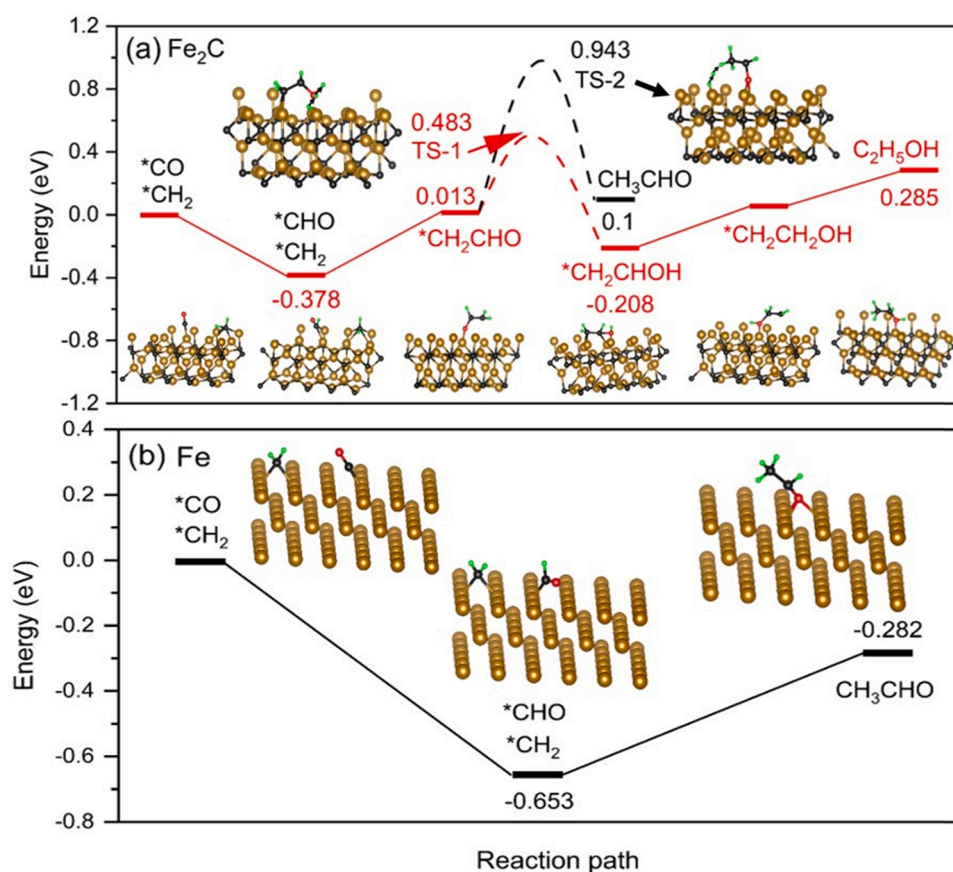 (a) Fe₂C
1.2
0.8
0.4
0.0
-0.4
-0.8
-1.2
Energy (eV)
*CO
*CH₂
*CHO
*CH₂
-0.378
0.013
*CH₂CHO
0.483
TS-1
0.943
TS-2
CH₃CHO
0.1
*CH₂CHOH
-0.208
*CH₂CH₂OH
C₂H₅OH
0.285
(b) Fe
0.4
0.2
0.0
-0.2
-0.4
-0.6
-0.8
Energy (eV)
*CO
*CH₂
*CHO
*CH₂
-0.653
-0.282
CH₃CHO
Reaction path